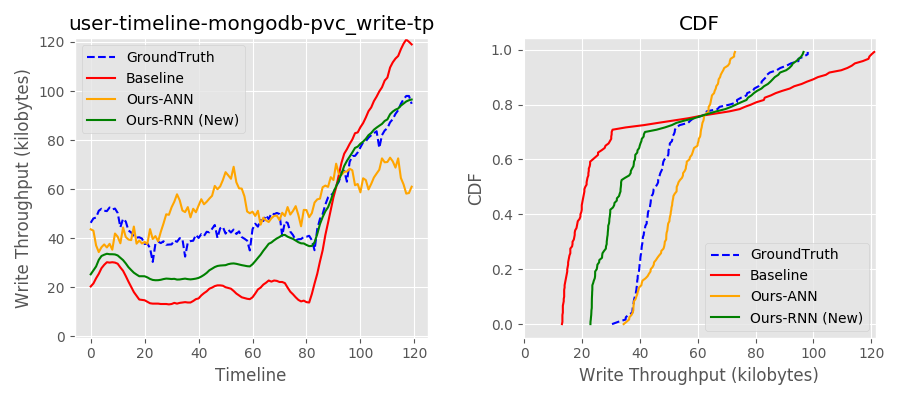 user-timeline-mongodb-pvc_write-tp
CDF
GroundTruth
Baseline
Ours-ANN
Ours-RNN (New)
Write Throughput (kilobytes)
120
100
80
60
40
20
0
0
20
40
60
80
100
120
Timeline
CDF
1.0
0.8
0.6
0.4
0.2
0.0
GroundTruth
Baseline
Ours-ANN
Ours-RNN (New)
0
20
40
60
80
100
120
Write Throughput (kilobytes)